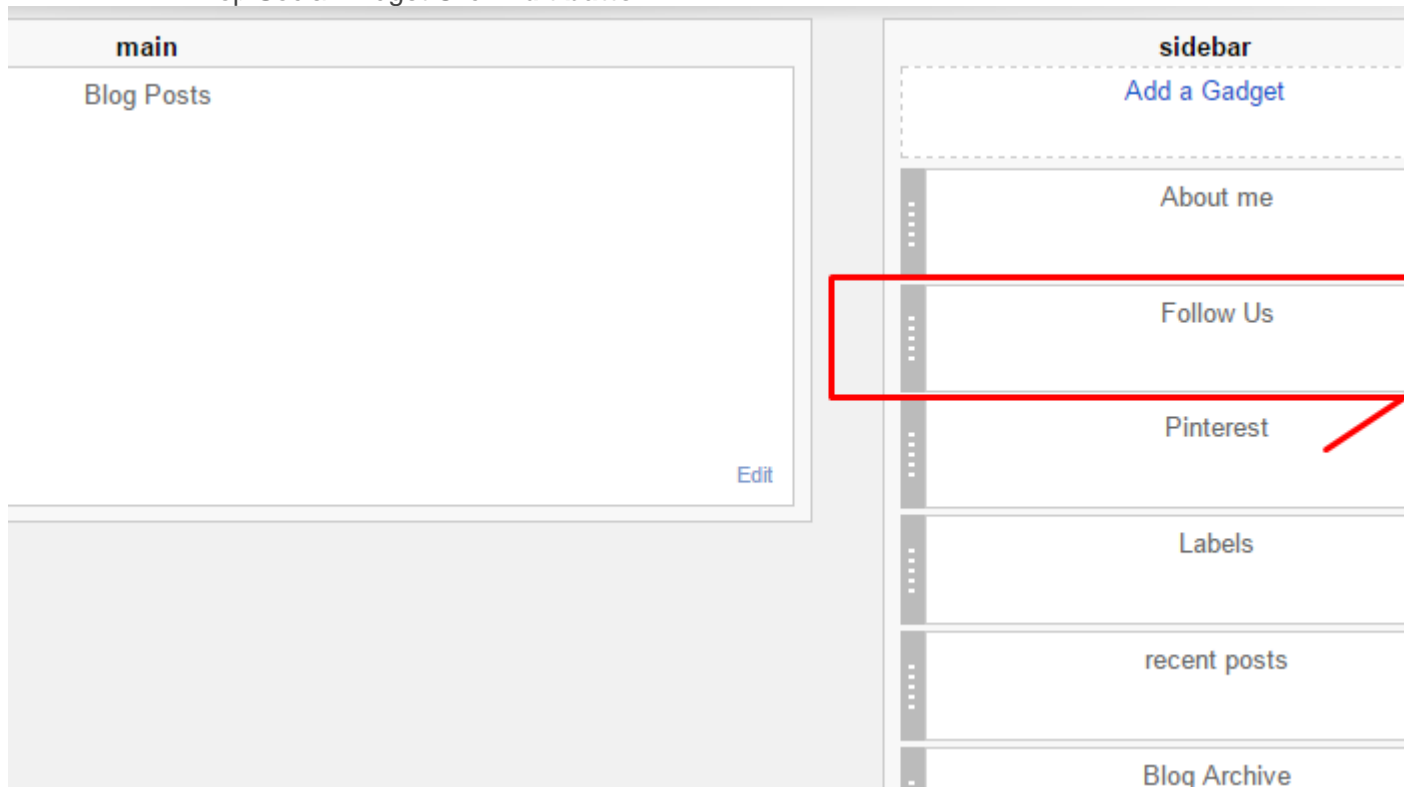 main
Blog Posts
Edit
sidebar
Add a Gadget
About me
Follow Us
Pinterest
Labels
recent posts
Blog Archive